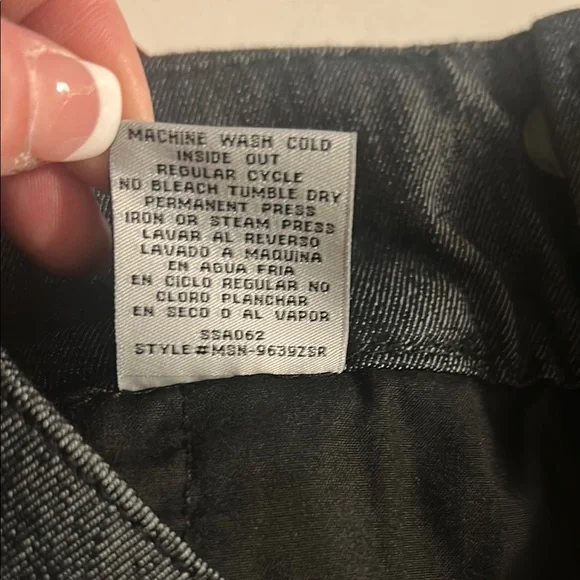 MACHINE WASH COLD
INSIDE OUT
REGULAR CYCLE
NO BLEACH TUMBLE DRY
PERMANENT PRESS
IRON OR STEAM PRESS
LAVAR AL REVERSO
LAVADO A MAQUINA
EN AGUA FRIA
EN CICLO REGULAR NO
CLORO PLANCHAR
EN SECO O AL VAPOR
SSA062
STYLE#MSN-9639ZSR